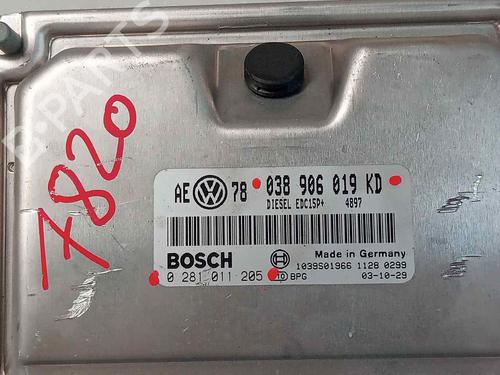 B-PARTS
7820
AE VW 78 038 906 019 KD
DIESEL EDC15P+ 4897
BOSCH
Made in Germany
1039S01966 1128 0299
0 281 011 205
BPG
03-10-29